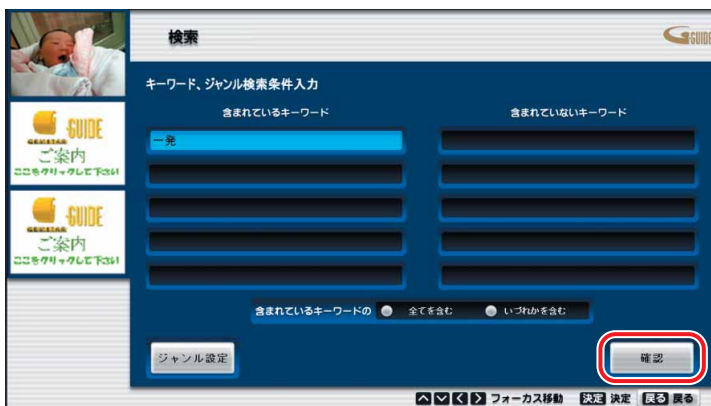 検索
G GUIDE
キーワード、ジャンル検索条件入力
含まれているキーワード
含まれていないキーワード
一発
G-GUIDE
GEMSTAR
ご案内
ここをクリックして下さい
G-GUIDE
GEMSTAR
ご案内
ここをクリックして下さい
含まれているキーワードの 全てを含む いづれかを含む
ジャンル設定
確認
フォーカス移動 決定 決定 戻る 戻る